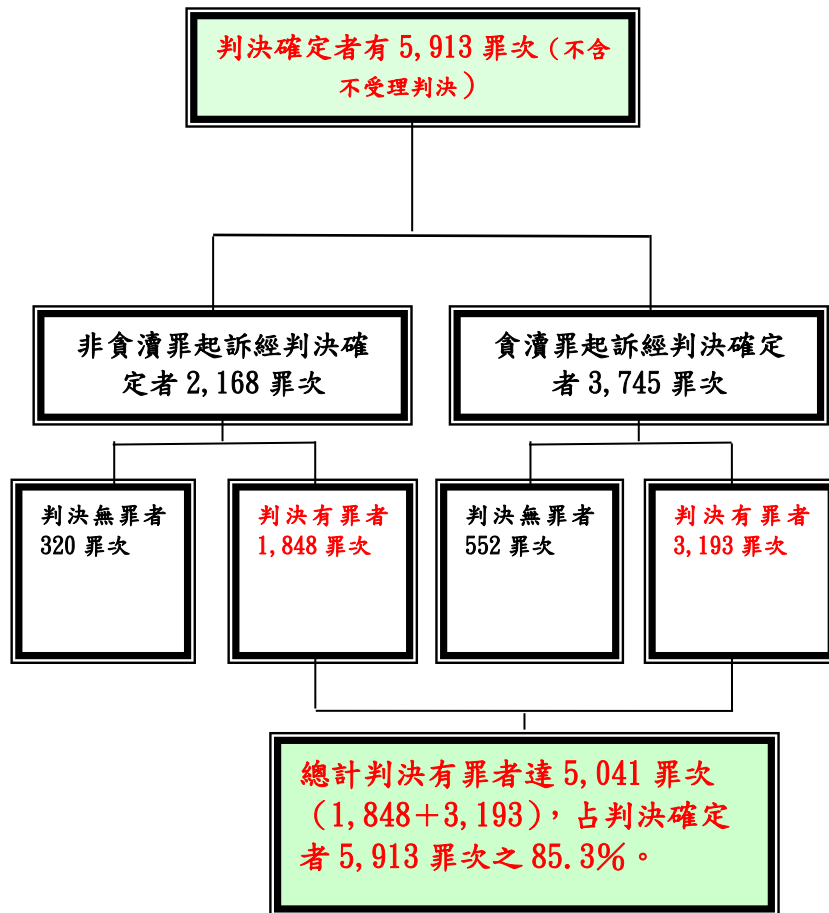 判決確定者有 5,913 罪次（不含
不受理判決）
非貪瀆罪起訴經判決確
定者 2,168 罪次
貪瀆罪起訴經判決確定
者 3,745 罪次
判決無罪者
320 罪次
判決有罪者
1,848 罪次
判決無罪者
552 罪次
判決有罪者
3,193 罪次
總計判決有罪者達 5,041 罪次
（1,848＋3,193），占判決確定
者 5,913 罪次之 85.3％。